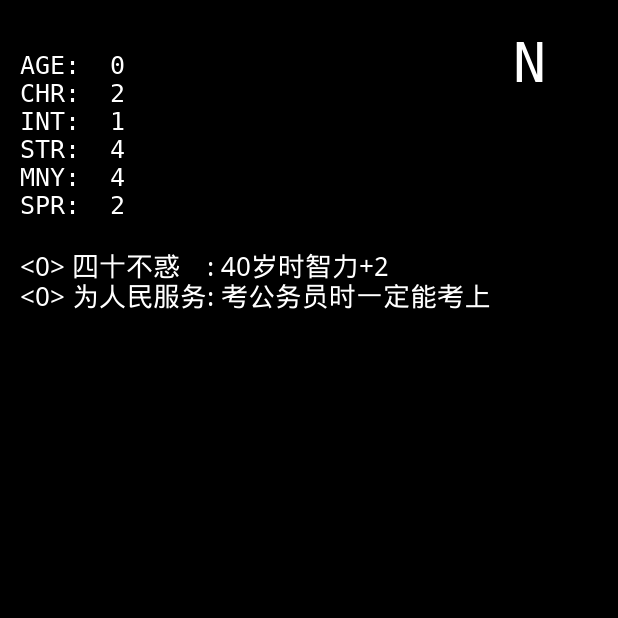 N
AGE: 0
CHR: 2
INT: 1
STR: 4
MNY: 4
SPR: 2
<0> 四十不惑 : 40岁时智力+2
<0> 为人民服务: 考公务员时一定能考上